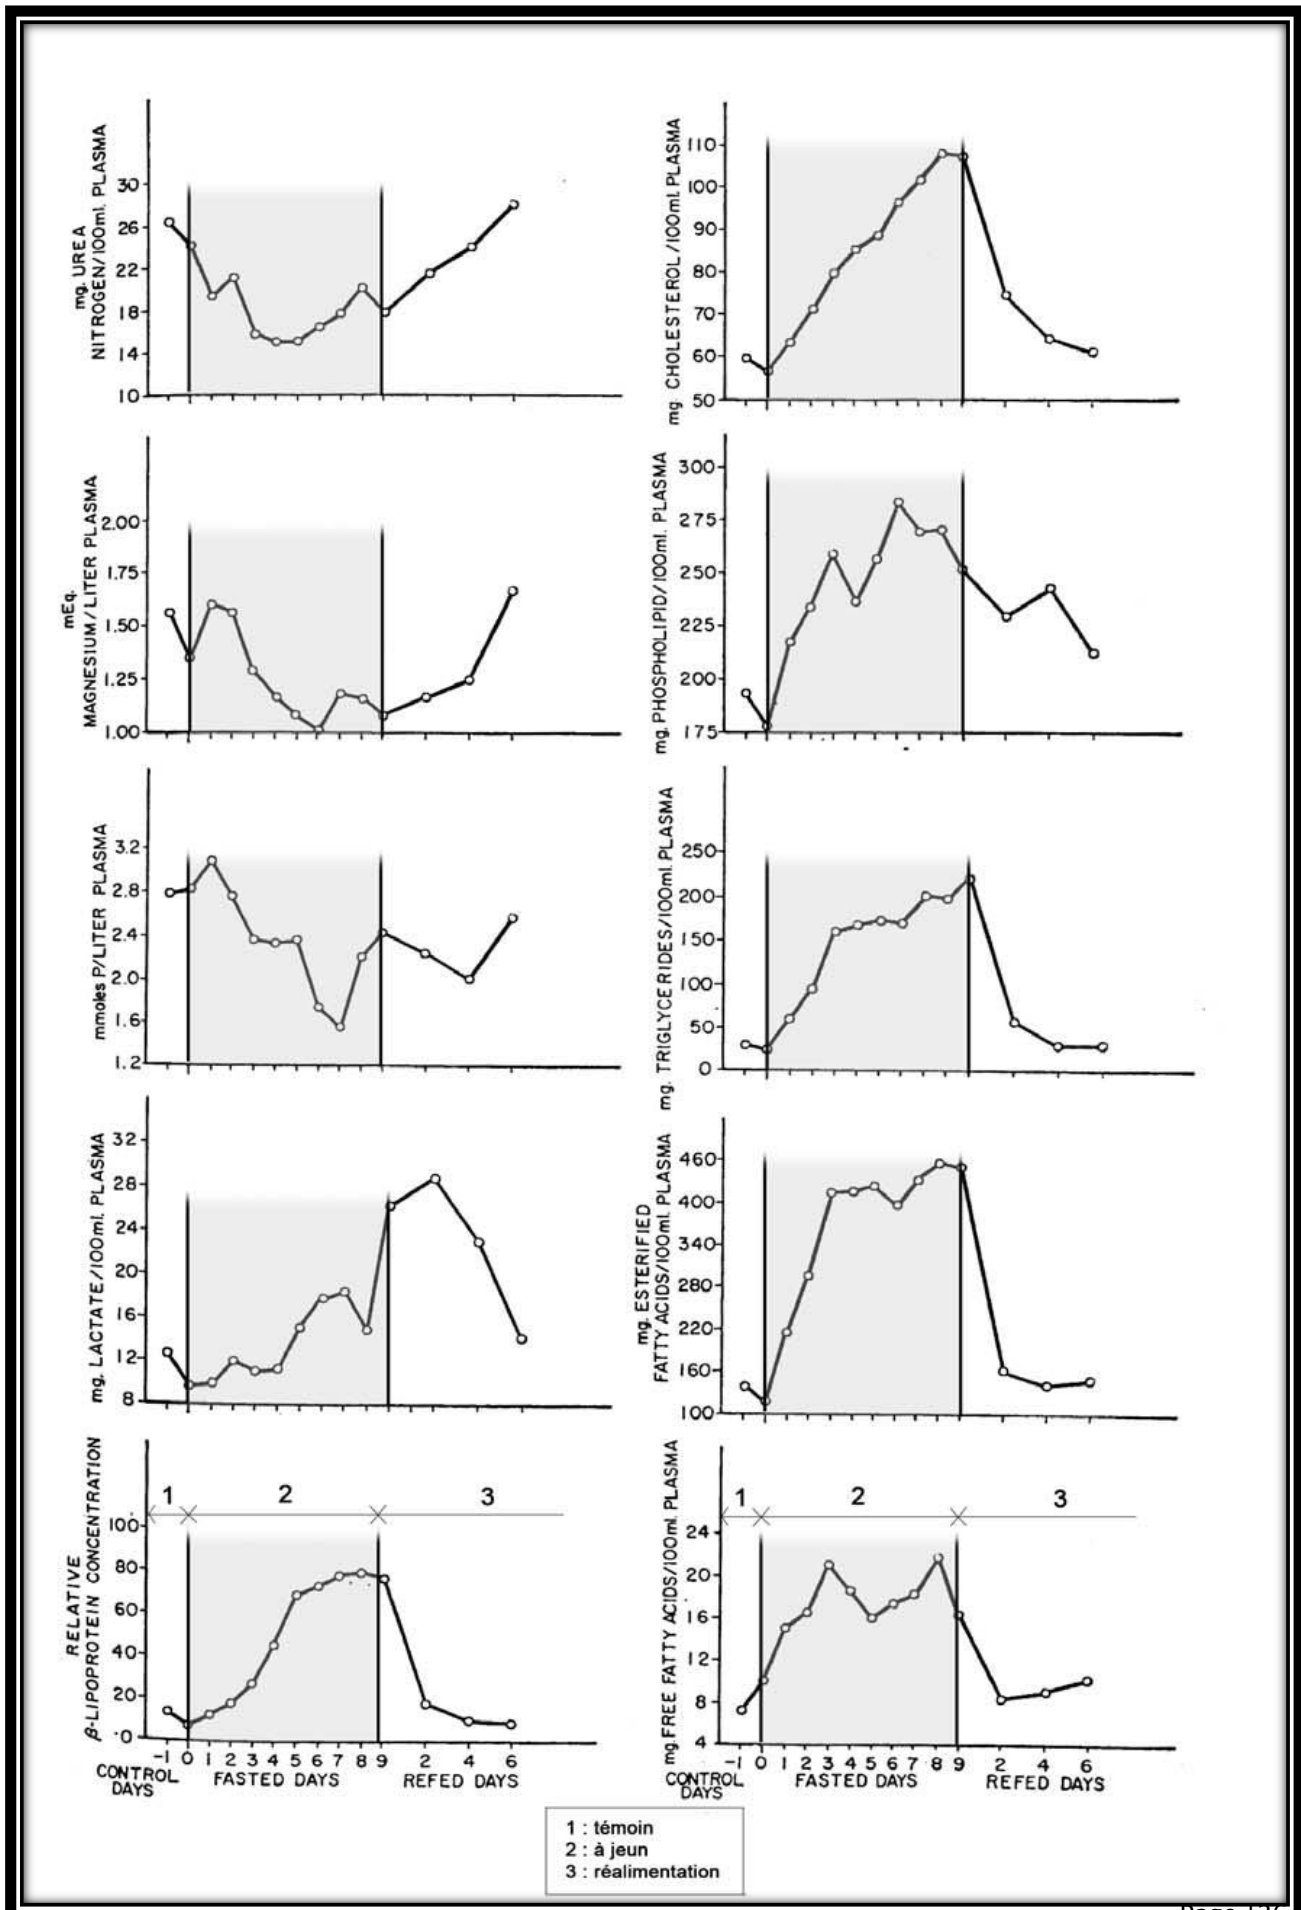 mg. UREA
NITROGEN/100ml. PLASMA
30
26
22
18
14
10
mg. CHOLESTEROL/100ml. PLASMA
110
100
90
80
70
60
50
mEq.
MAGNESIUM/LITER PLASMA
2.00
1.75
1.50
1.25
1.00
mg. PHOSPHOLIPID/100ml. PLASMA
300
275
250
225
200
175
mmoles P/LITER PLASMA
3.2
2.8
2.4
2.0
1.6
1.2
mg. TRIGLYCERIDES/100ml. PLASMA
250
200
150
100
50
0
mg. LACTATE/100ml. PLASMA
32
28
24
20
16
12
8
mg. ESTERIFIED
FATTY ACIDS/100ml. PLASMA
460
400
340
280
220
160
100
RELATIVE
β-LIPOPROTEIN CONCENTRATION
100
80
60
40
20
0
1 2 3
-1 0 1 2 3 4 5 6 7 8 9 2 4 6
CONTROL DAYS FASTED DAYS REFED DAYS
mg. FREE FATTY ACIDS/100ml. PLASMA
24
20
16
12
8
4
1 2 3
-1 0 1 2 3 4 5 6 7 8 9 2 4 6
CONTROL DAYS FASTED DAYS REFED DAYS
1 : témoin
2 : à jeun
3 : réalimentation